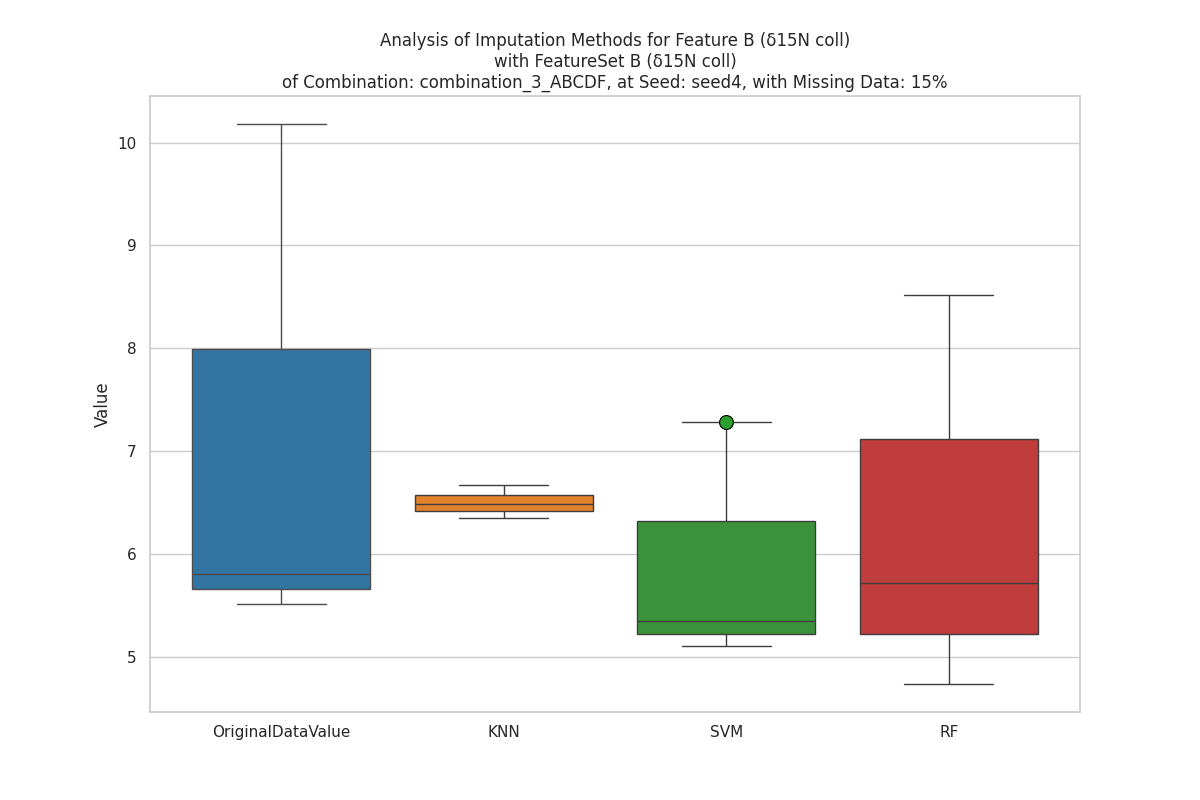 Analysis of Imputation Methods for Feature B (δ15N coll)
with FeatureSet B (δ15N coll)
of Combination: combination_3_ABCDF, at Seed: seed4, with Missing Data: 15%
10
9
8
7
6
5
Value
OriginalDataValue
KNN
SVM
RF